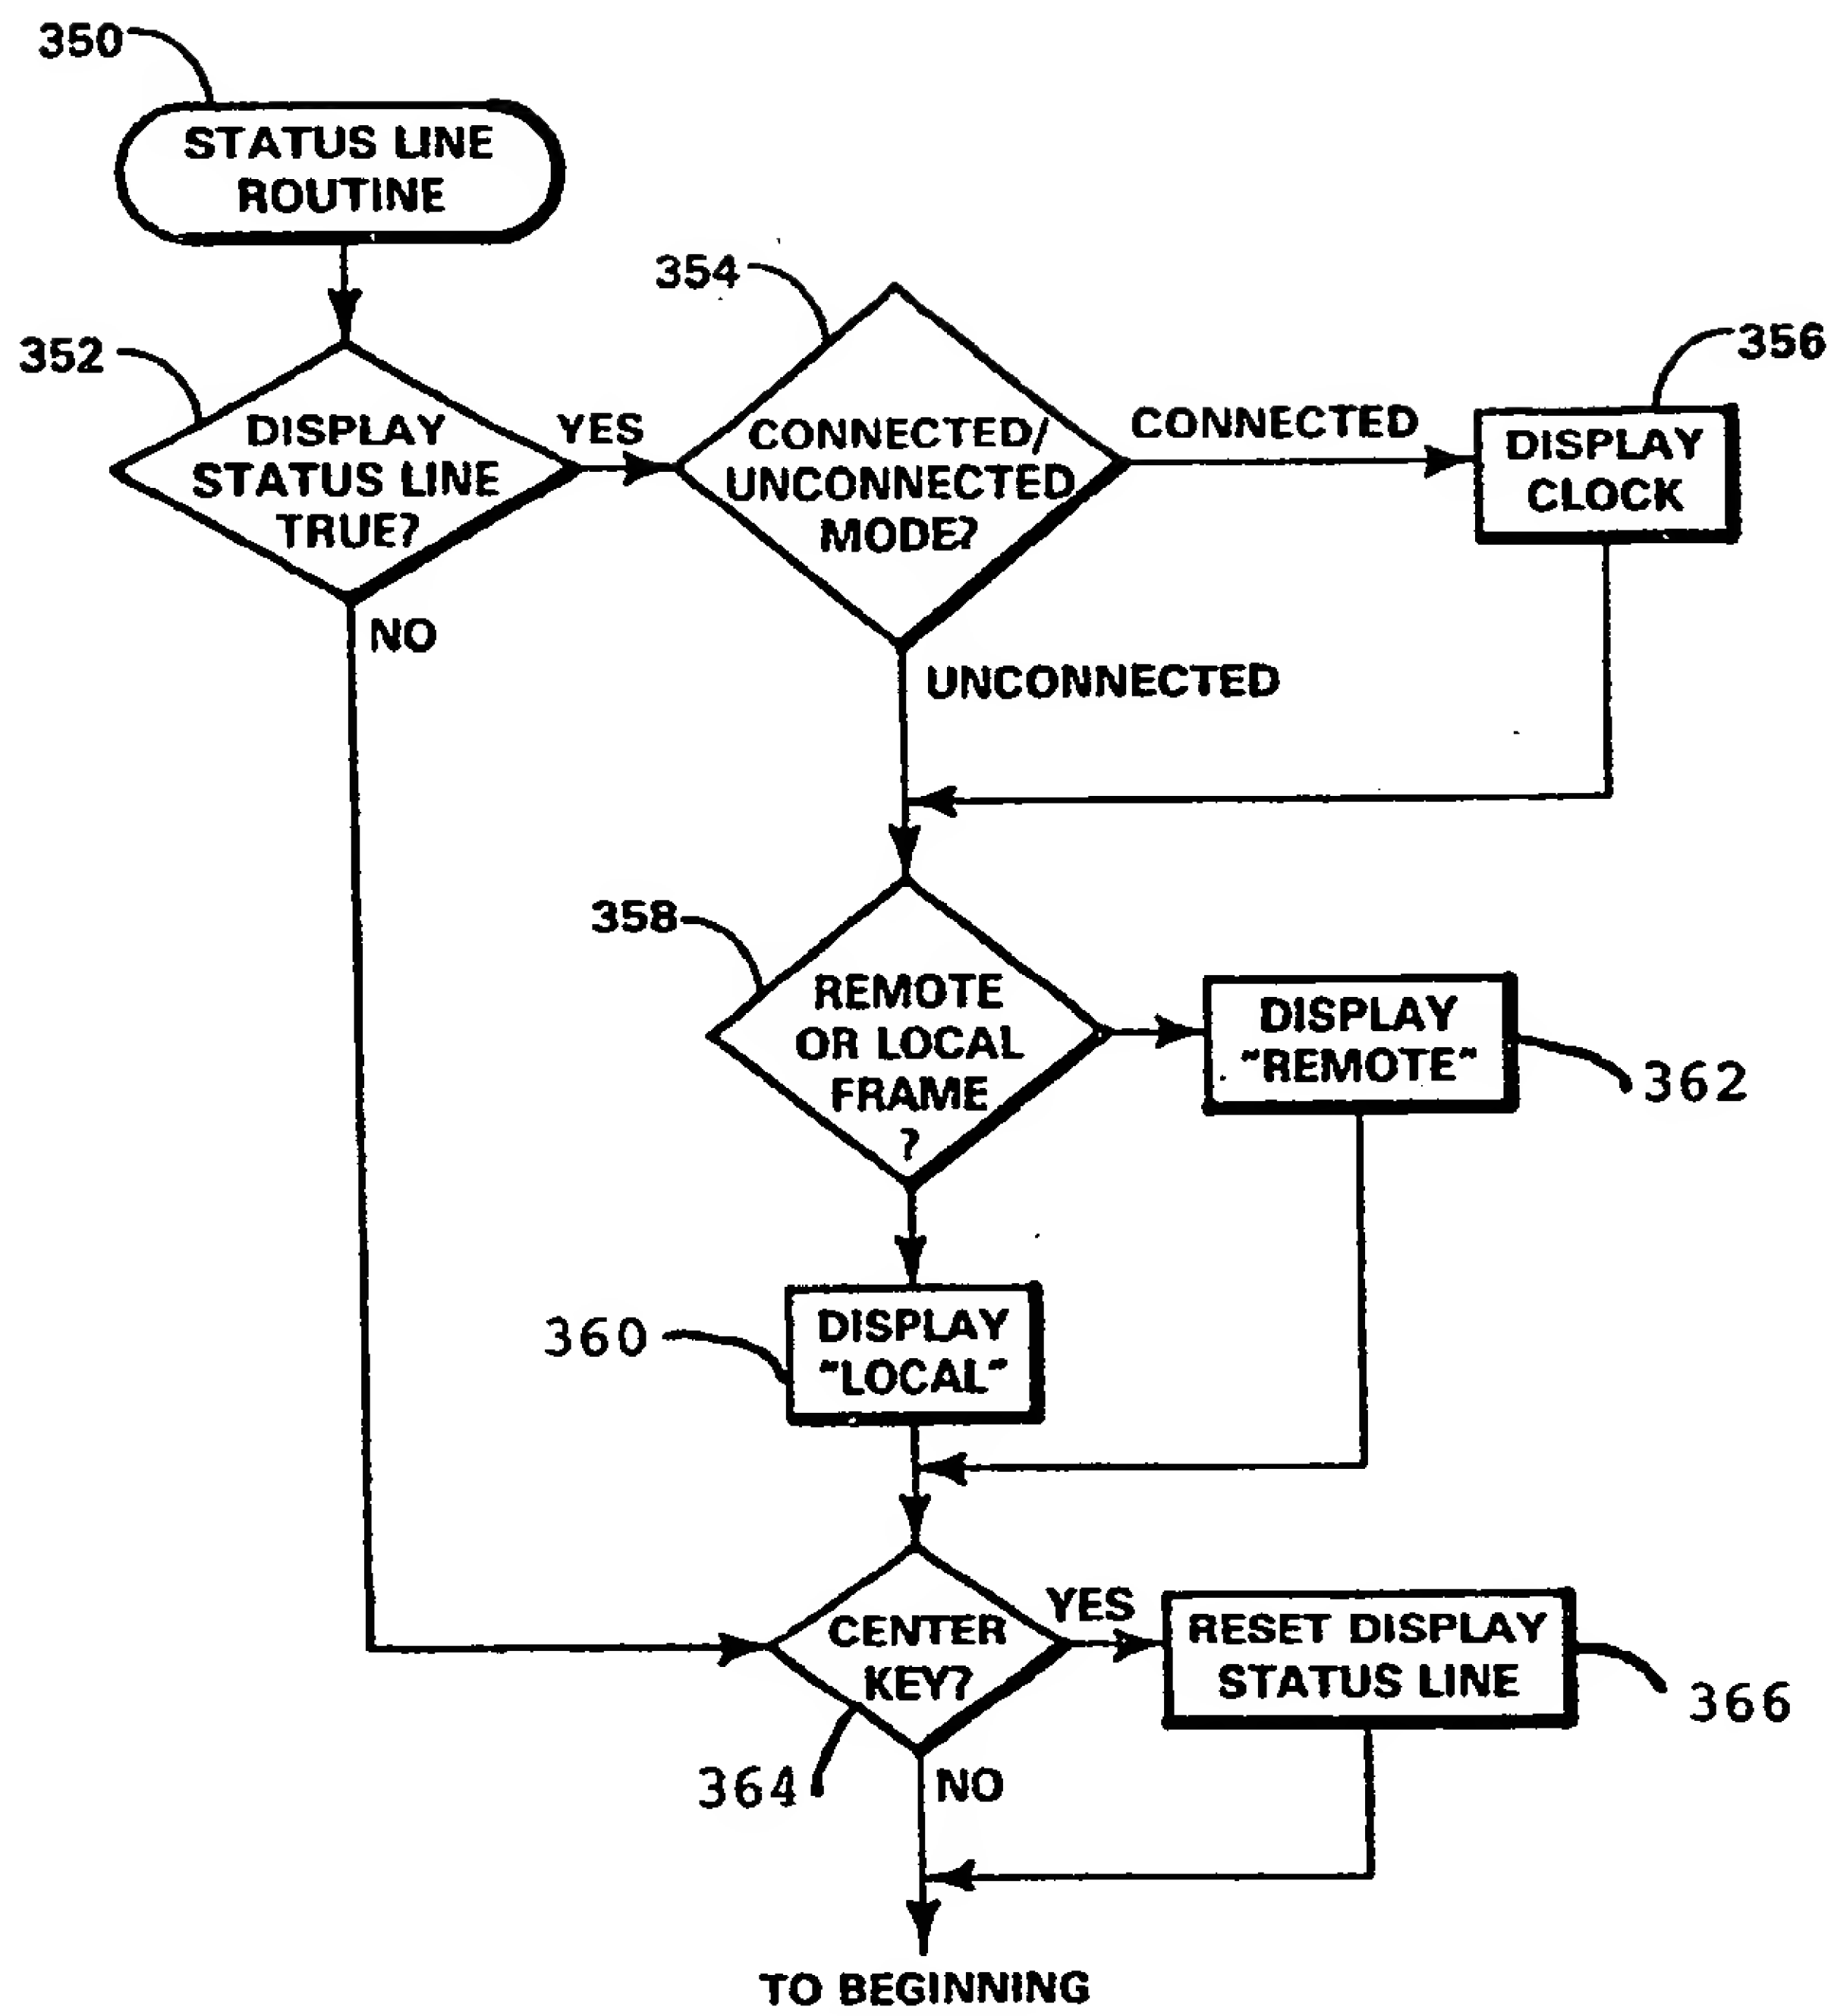 350
STATUS LINE
ROUTINE
354
352
356
DISPLAY
STATUS LINE
TRUE?
YES
CONNECTED/
UNCONNECTED
MODE?
CONNECTED
DISPLAY
CLOCK
NO
UNCONNECTED
358
REMOTE
OR LOCAL
FRAME
?
DISPLAY
"REMOTE"
362
360
DISPLAY
"LOCAL"
CENTER
KEY?
YES
RESET DISPLAY
STATUS LINE
366
364
NO
TO BEGINNING